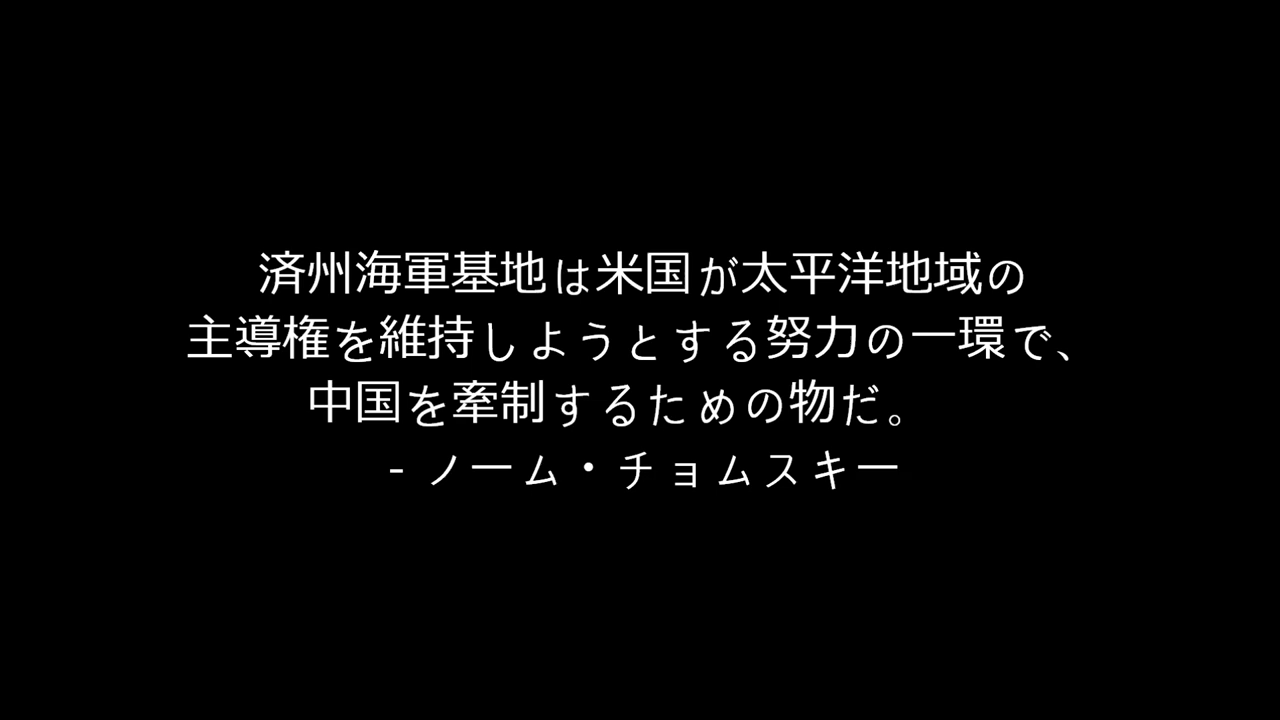 済州海軍基地は米国が太平洋地域の
主導権を維持しようとする努力の一環で、
中国を牽制するための物だ。
- ノーム・チョムスキー